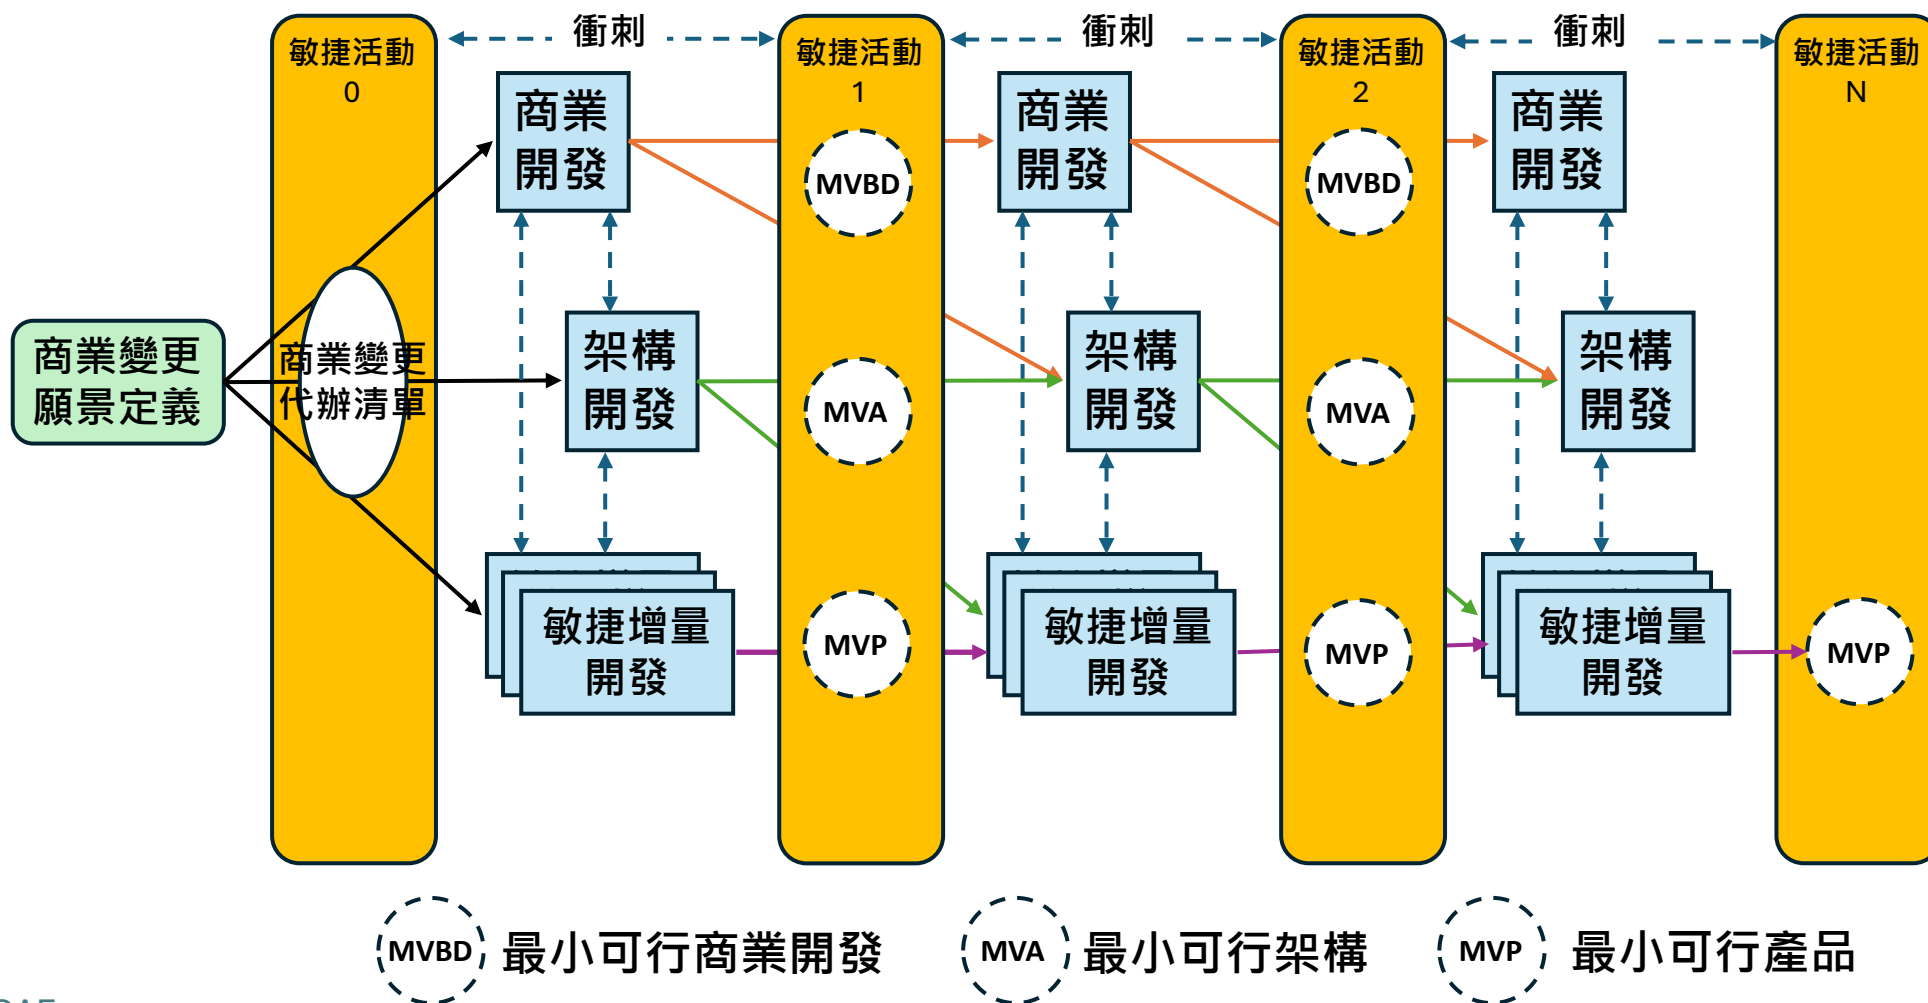 敏捷活動
0
衝刺
敏捷活動
1
衝刺
敏捷活動
2
衝刺
敏捷活動
N
商業
開發
MVBD
商業
開發
MVBD
商業
開發
商業變更
願景定義
商業變更
代辦清單
架構
開發
MVA
架構
開發
MVA
架構
開發
敏捷增量
開發
MVP
敏捷增量
開發
MVP
敏捷增量
開發
MVP
MVBD
最小可行商業開發
MVA
最小可行架構
MVP
最小可行產品